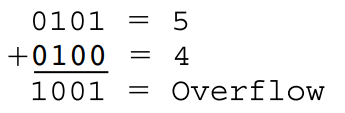 0101 = 5
+0100 = 4
1001 = Overflow